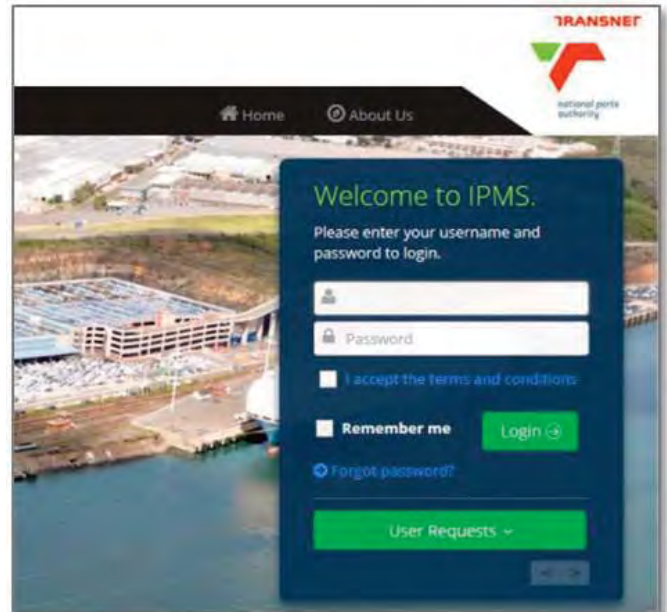 TRANSNET
national ports
authority
Home
About Us
Welcome to IPMS.
Please enter your username and
password to login.
Password
I accept the terms and conditions
Remember me
Login
Forgot password?
User Requests